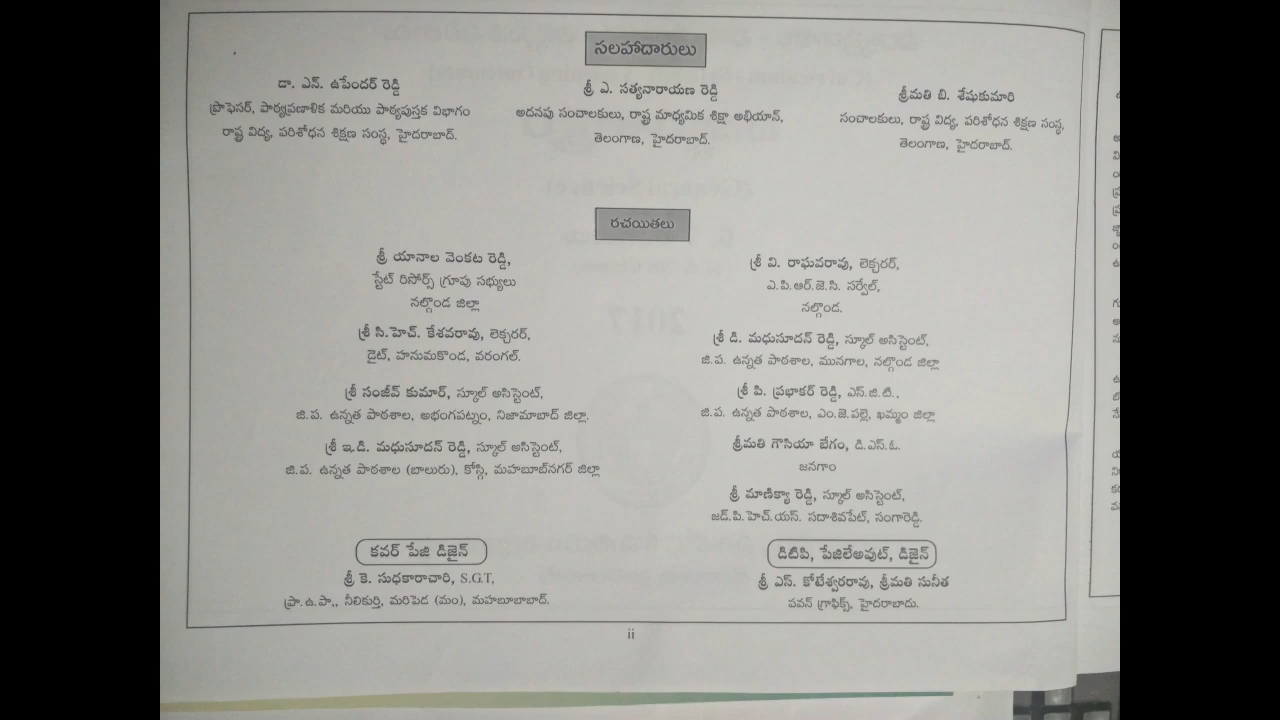 సలహాదారులు
డా. ఎన్. ఉపేందర్ రెడ్డి
ప్రొఫెసర్, పాఠ్యప్రణాళిక మరియు పాఠ్యపుస్తక విభాగం
రాష్ట్ర విద్య, పరిశోధన శిక్షణ సంస్థ, హైదరాబాద్.
శ్రీ ఎ. సత్యనారాయణ రెడ్డి
అదనపు సంచాలకులు, రాష్ట్ర మాధ్యమిక శిక్షా అభియాన్,
తెలంగాణ, హైదరాబాద్.
శ్రీమతి బి. శేషుకుమారి
సంచాలకులు, రాష్ట్ర విద్య, పరిశోధన శిక్షణ సంస్థ,
తెలంగాణ, హైదరాబాద్.
రచయితలు
శ్రీ యానాల వెంకట రెడ్డి,
స్టేట్ రిసోర్స్ గ్రూపు సభ్యులు
నల్గొండ జిల్లా
శ్రీ సి.హెచ్. కేశవరావు, లెక్చరర్,
డైట్, హనుమకొండ, వరంగల్.
శ్రీ సంజీవ్ కుమార్, స్కూల్ అసిస్టెంట్,
జి.ప. ఉన్నత పాఠశాల, అభంగపట్నం, నిజామాబాద్ జిల్లా.
శ్రీ ఇ.డి. మధుసూదన్ రెడ్డి, స్కూల్ అసిస్టెంట్,
జి.ప. ఉన్నత పాఠశాల (బాలురు), కోస్గి, మహబూబ్‌నగర్ జిల్లా
శ్రీ వి. రాఘవరావు, లెక్చరర్,
ఎ.పి.ఆర్.జె.సి. సర్వేల్,
నల్గొండ.
శ్రీ డి. మధుసూదన్ రెడ్డి, స్కూల్ అసిస్టెంట్,
జి.ప. ఉన్నత పాఠశాల, మునగాల, నల్గొండ జిల్లా
శ్రీ పి. ప్రభాకర్ రెడ్డి, ఎస్.జి.టి.,
జి.ప. ఉన్నత పాఠశాల, ఎం.జె.పల్లె, ఖమ్మం జిల్లా
శ్రీమతి గౌసియా బేగం, డి.ఎస్.ఓ.
జనగాం
శ్రీ మాణిక్యా రెడ్డి, స్కూల్ అసిస్టెంట్,
జడ్.పి.హెచ్.యస్. సదాశివపేట్, సంగారెడ్డి.
కవర్ పేజి డిజైన్
శ్రీ కె. సుధకారాచారి, S.G.T,
ప్రా.ఉ.పా., నీలికుర్తి, మరిపెడ (మం), మహబూబాబాద్.
డిటిపి, పేజిలేఅవుట్, డిజైన్
శ్రీ ఎస్. కోటేశ్వరరావు, శ్రీమతి సునీత
పవన్ గ్రాఫిక్స్, హైదరాబాదు.
ii